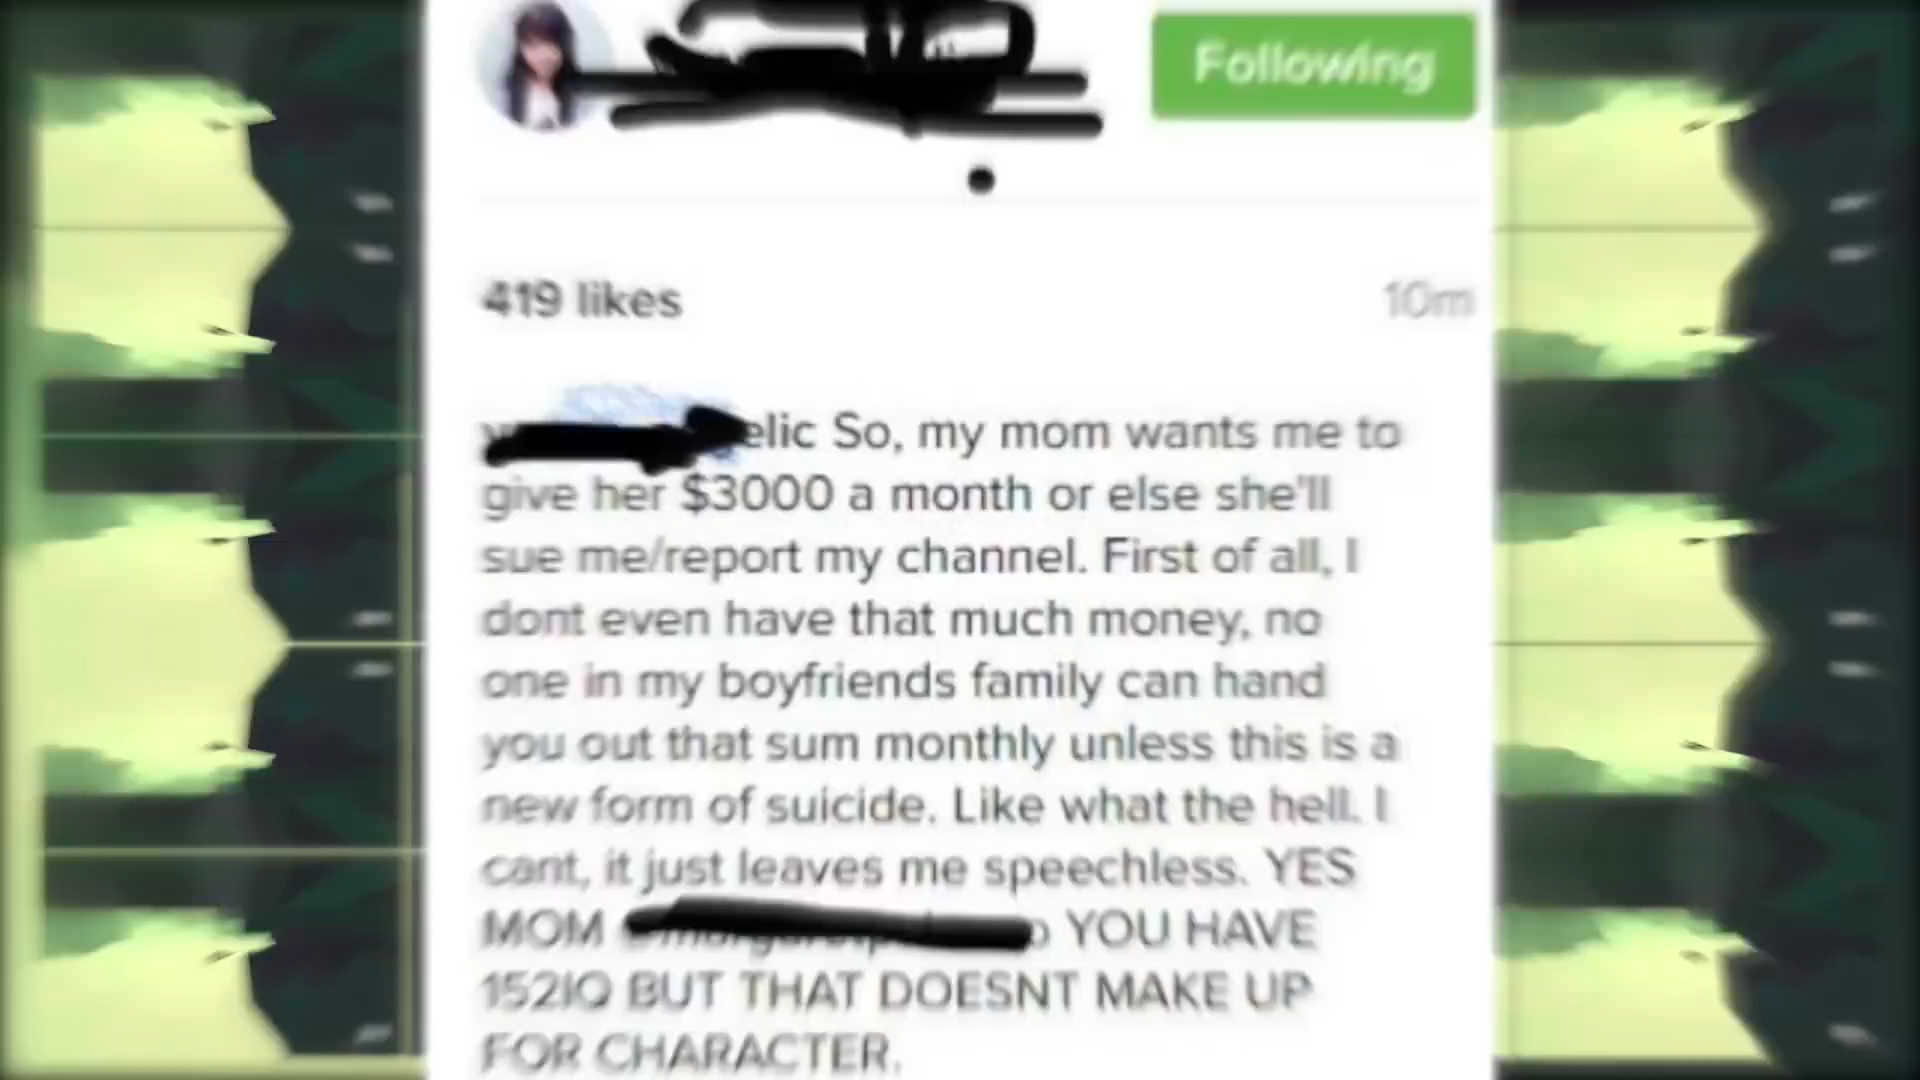 Following
419 likes
10m
elic So, my mom wants me to
give her $3000 a month or else she'll
sue me/report my channel. First of all, I
dont even have that much money, no
one in my boyfriends family can hand
you out that sum monthly unless this is a
new form of suicide. Like what the hell. I
cant, it just leaves me speechless. YES
MOM YOU HAVE
152IQ BUT THAT DOESNT MAKE UP
FOR CHARACTER.